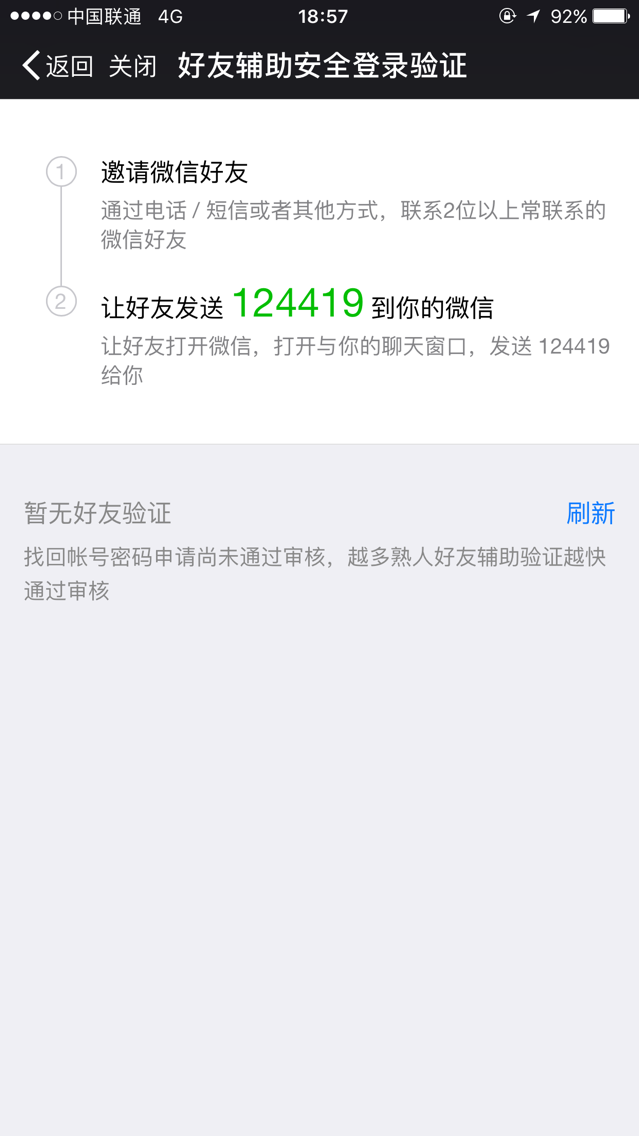 中国联通 4G 18:57 92%
返回 关闭 好友辅助安全登录验证
1 邀请微信好友
通过电话 / 短信或者其他方式，联系2位以上常联系的
微信好友
2 让好友发送 124419 到你的微信
让好友打开微信，打开与你的聊天窗口，发送 124419
给你
暂无好友验证 刷新
找回帐号密码申请尚未通过审核，越多熟人好友辅助验证越快
通过审核